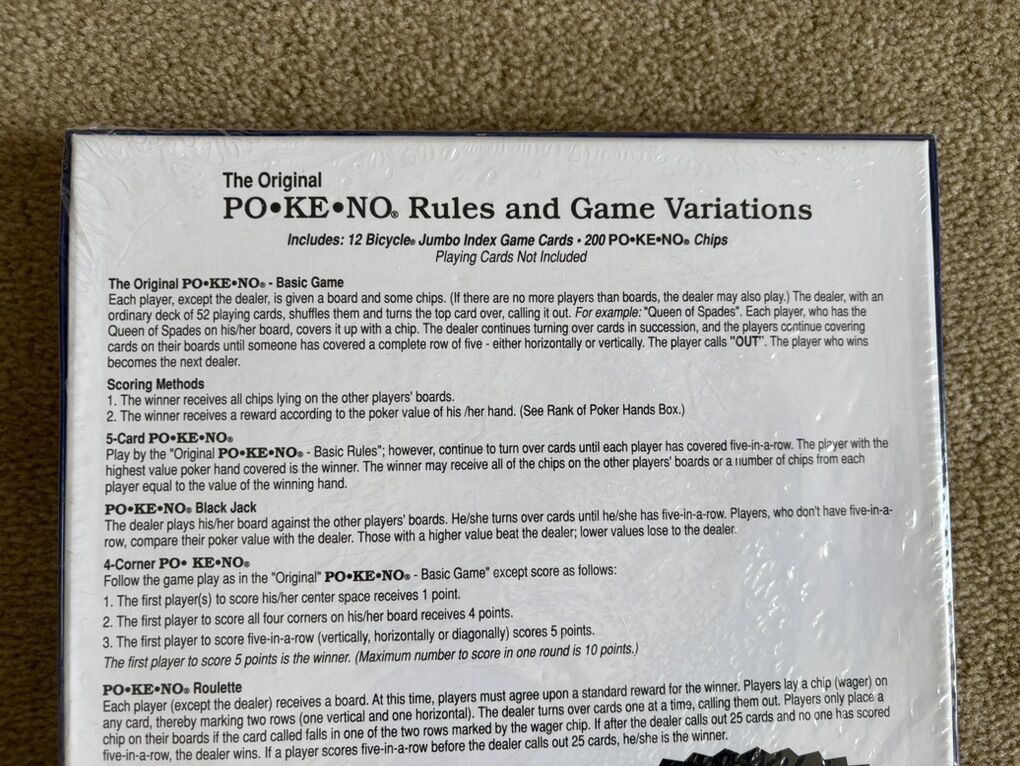 The Original
PO•KE•NO® Rules and Game Variations
Includes: 12 Bicycle® Jumbo Index Game Cards • 200 PO•KE•NO® Chips
Playing Cards Not Included
The Original PO•KE•NO® - Basic Game
Each player, except the dealer, is given a board and some chips. (If there are no more players than boards, the dealer may also play.) The dealer, with an
ordinary deck of 52 playing cards, shuffles them and turns the top card over, calling it out. For example: "Queen of Spades". Each player, who has the
Queen of Spades on his/her board, covers it up with a chip. The dealer continues turning over cards in succession, and the players continue covering
cards on their boards until someone has covered a complete row of five - either horizontally or vertically. The player calls "OUT". The player who wins
becomes the next dealer.
Scoring Methods
1. The winner receives all chips lying on the other players' boards.
2. The winner receives a reward according to the poker value of his /her hand. (See Rank of Poker Hands Box.)
5-Card PO•KE•NO®
Play by the "Original PO•KE•NO® - Basic Rules"; however, continue to turn over cards until each player has covered five-in-a-row. The player with the
highest value poker hand covered is the winner. The winner may receive all of the chips on the other players' boards or a number of chips from each
player equal to the value of the winning hand.
PO•KE•NO® Black Jack
The dealer plays his/her board against the other players' boards. He/she turns over cards until he/she has five-in-a-row. Players, who don't have five-in-a-
row, compare their poker value with the dealer. Those with a higher value beat the dealer; lower values lose to the dealer.
4-Corner PO• KE•NO®
Follow the game play as in the "Original" PO•KE•NO® - Basic Game" except score as follows:
1. The first player(s) to score his/her center space receives 1 point.
2. The first player to score all four corners on his/her board receives 4 points.
3. The first player to score five-in-a-row (vertically, horizontally or diagonally) scores 5 points.
The first player to score 5 points is the winner. (Maximum number to score in one round is 10 points.)
PO•KE•NO® Roulette
Each player (except the dealer) receives a board. At this time, players must agree upon a standard reward for the winner. Players lay a chip (wager) on
any card, thereby marking two rows (one vertical and one horizontal). The dealer turns over cards one at a time, calling them out. Players only place a
chip on their boards if the card called falls in one of the two rows marked by the wager chip. If after the dealer calls out 25 cards and no one has scored
five-in-a-row, the dealer wins. If a player scores five-in-a-row before the dealer calls out 25 cards, he/she is the winner.